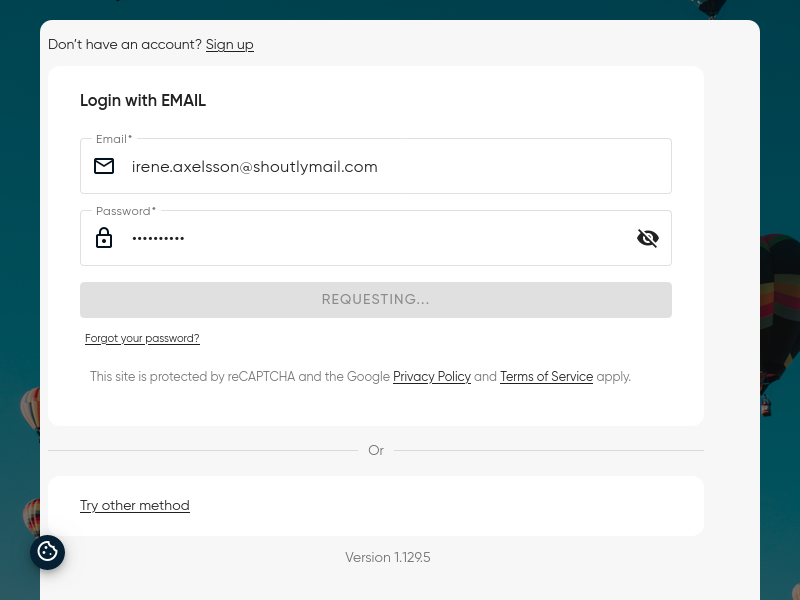 Don't have an account? Sign up
Login with EMAIL
Email*
irene.axelsson@shoutlymail.com
Password*
••••••••••
REQUESTING...
Forgot your password?
This site is protected by reCAPTCHA and the Google Privacy Policy and Terms of Service apply.
Or
Try other method
Version 1.129.5